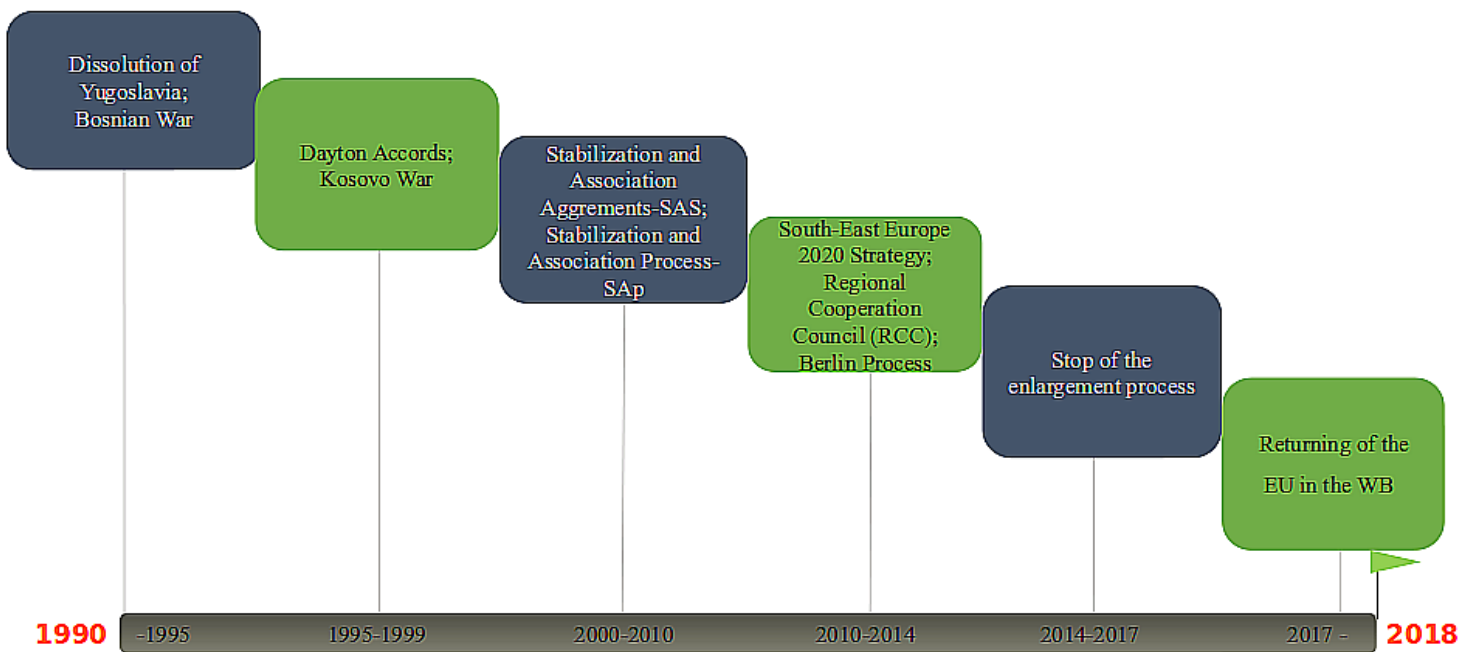 Dissolution of
Yugoslavia;
Bosnian War
Dayton Accords;
Kosovo War
Stabilization and
Association
Aggrements-SAS;
Stabilization and
Association Process-
SAp
South-East Europe
2020 Strategy;
Regional
Cooperation
Council (RCC);
Berlin Process
Stop of the
enlargement process
Returning of the
EU in the WB
1990 -1995 1995-1999 2000-2010 2010-2014 2014-2017 2017 - 2018